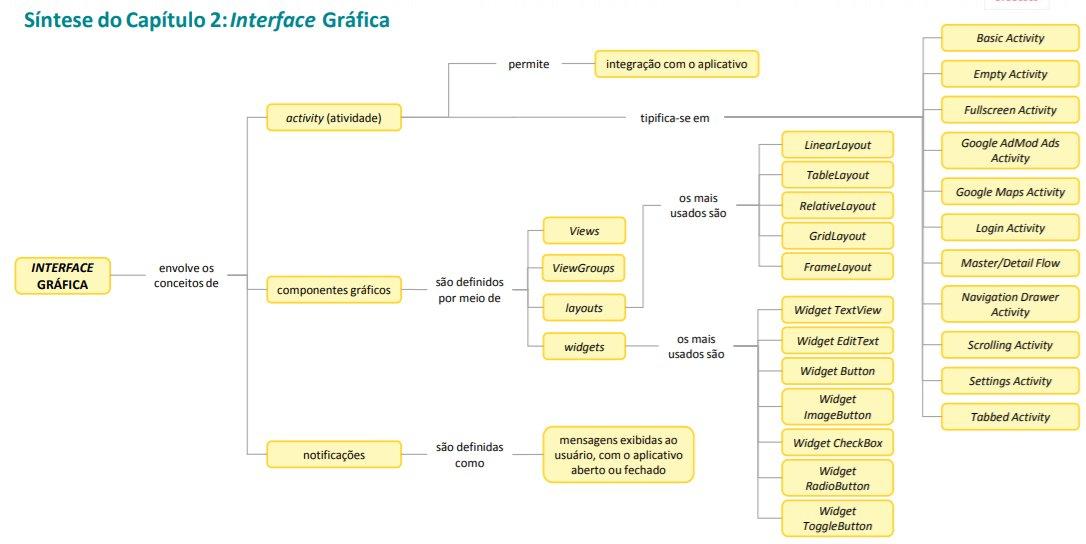 Síntese do Capítulo 2: Interface Gráfica
INTERFACE
GRÁFICA
envolve os
conceitos de
activity (atividade)
permite
integração com o aplicativo
tipifica-se em
Basic Activity
Empty Activity
Fullscreen Activity
Google AdMod Ads
Activity
Google Maps Activity
Login Activity
Master/Detail Flow
Navigation Drawer
Activity
Scrolling Activity
Settings Activity
Tabbed Activity
componentes gráficos
são definidos
por meio de
Views
ViewGroups
layouts
os mais
usados são
LinearLayout
TableLayout
RelativeLayout
GridLayout
FrameLayout
widgets
os mais
usados são
Widget TextView
Widget EditText
Widget Button
Widget
ImageButton
Widget CheckBox
Widget
RadioButton
Widget
ToggleButton
notificações
são definidas
como
mensagens exibidas ao
usuário, com o aplicativo
aberto ou fechado